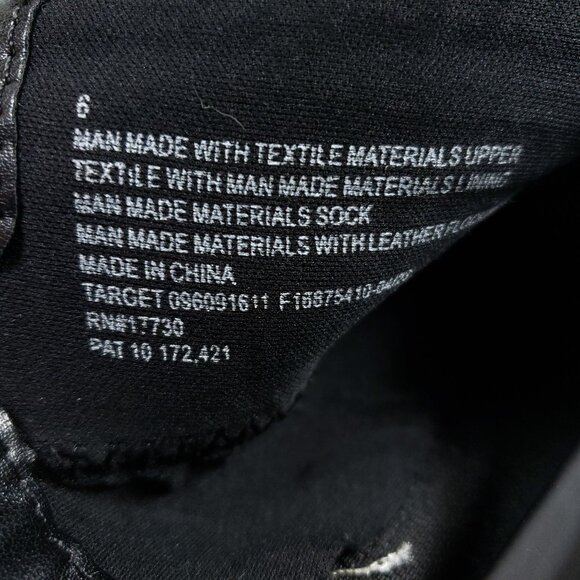 6
MAN MADE WITH TEXTILE MATERIALS UPPER
TEXTILE WITH MAN MADE MATERIALS LINING
MAN MADE MATERIALS SOCK
MAN MADE MATERIALS WITH LEATHER
MADE IN CHINA
TARGET 096091611
RN#17730
PAT 10 172,421